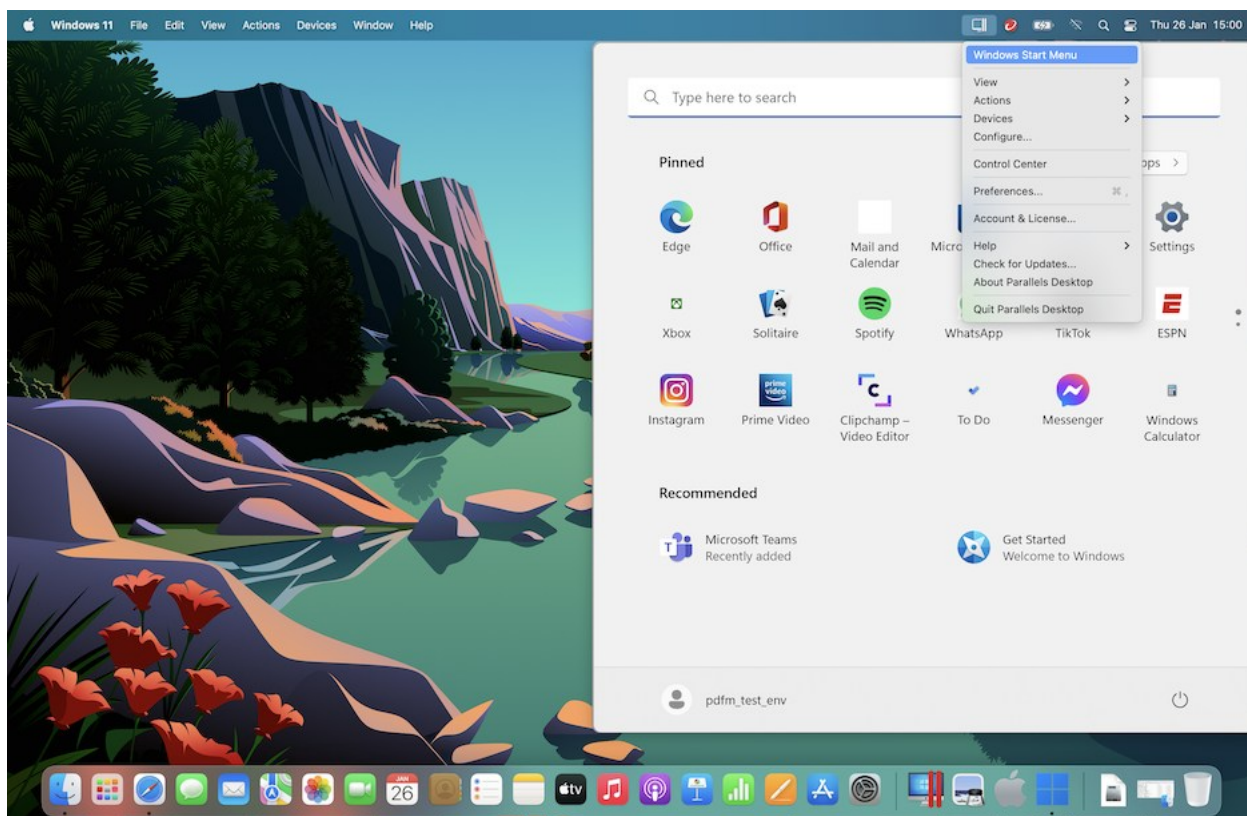 Windows 11 File Edit View Actions Devices Window Help Thu 26 Jan 15:00
Windows Start Menu
View
Actions
Devices
Configure...
Control Center
Preferences... ⌘ ,
Account & License...
Help
Check for Updates...
About Parallels Desktop
Quit Parallels Desktop
Type here to search
Pinned
Edge
Office
Mail and
Calendar
Settings
Xbox
Solitaire
Spotify
WhatsApp
TikTok
ESPN
Instagram
prime
video
Prime Video
Clipchamp –
Video Editor
To Do
Messenger
Windows
Calculator
Recommended
Microsoft Teams
Recently added
Get Started
Welcome to Windows
pdfm_test_env
JAN
26
tv